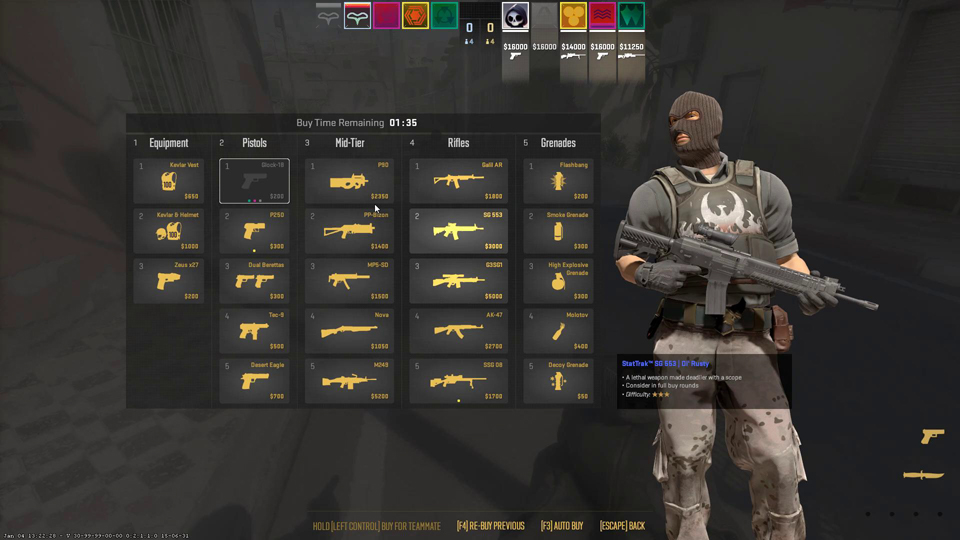 0 0
4 4
$16000 $16000 $14000 $16000 $11250
Buy Time Remaining 01:35
1 Equipment 2 Pistols 3 Mid-Tier 4 Rifles 5 Grenades
1 Kevlar Vest 100 $650
1 Glock-18 $200
1 P90 $2350
1 Galil AR $1800
1 Flashbang $200
2 Kevlar & Helmet 100 $1000
2 P250 $300
2 PP-Bizon $1400
2 SG 553 $3000
2 Smoke Grenade $300
3 Zeus x27 $200
3 Dual Berettas $300
3 MP5-SD $1500
3 G3SG1 $5000
3 High Explosive
Grenade
$300
4 Tec-9 $500
4 Nova $1050
4 AK-47 $2700
4 Molotov $400
5 Desert Eagle $700
5 M249 $5200
5 SSG 08 $1700
5 Decoy Grenade $50
StatTrak™ SG 553 | Ol' Rusty
• A lethal weapon made deadlier with a scope
• Consider in full buy rounds
• Difficulty: ★★★
HOLD [LEFT CONTROL] BUY FOR TEAMMATE [F4] RE-BUY PREVIOUS [F3] AUTO BUY [ESCAPE] BACK